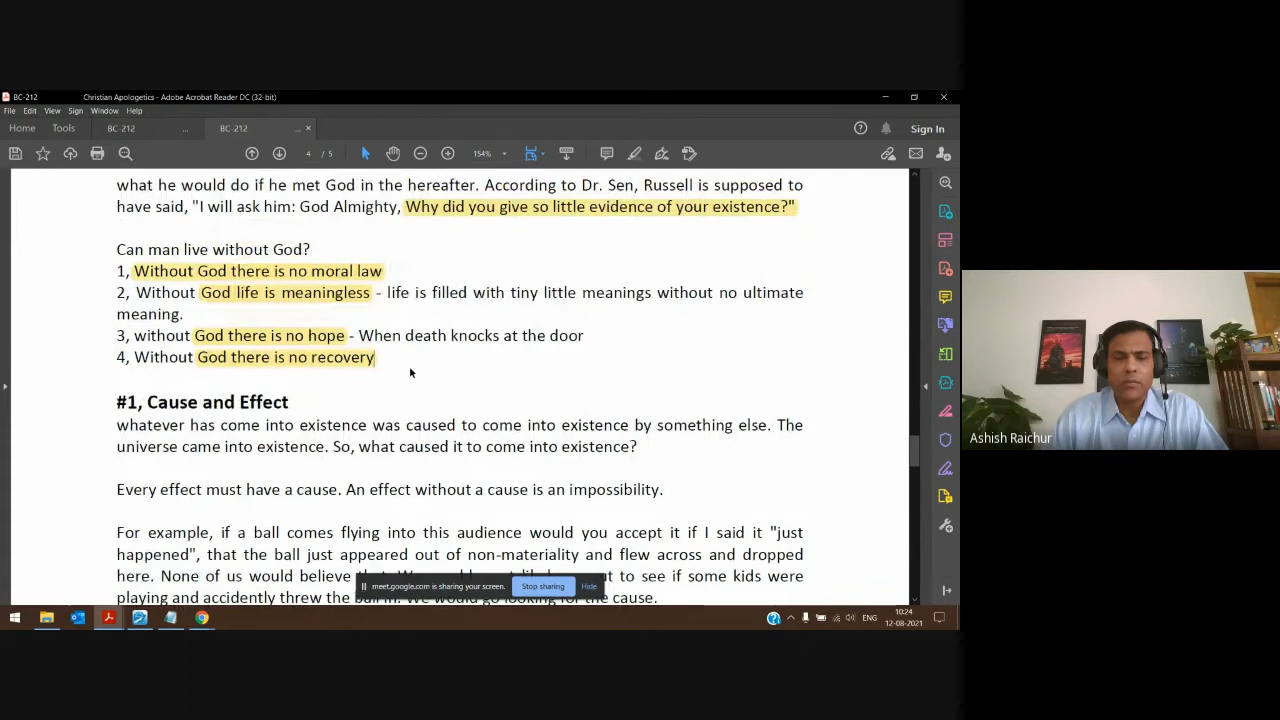 BC-212 Christian Apologetics - Adobe Acrobat Reader DC (32-bit)
File Edit View Sign Window Help
Home Tools BC-212 ... BC-212 ... × Sign In
4 / 5 154%
what he would do if he met God in the hereafter. According to Dr. Sen, Russell is supposed to
have said, "I will ask him: God Almighty, Why did you give so little evidence of your existence?"
Can man live without God?
1, Without God there is no moral law
2, Without God life is meaningless - life is filled with tiny little meanings without no ultimate
meaning.
3, without God there is no hope - When death knocks at the door
4, Without God there is no recovery
#1, Cause and Effect
whatever has come into existence was caused to come into existence by something else. The
universe came into existence. So, what caused it to come into existence?
Every effect must have a cause. An effect without a cause is an impossibility.
For example, if a ball comes flying into this audience would you accept it if I said it "just
happened", that the ball just appeared out of non-materiality and flew across and dropped
here. None of us would believe to see if some kids were
playing and accidently threw the the cause.
meet.google.com is sharing your screen. Stop sharing Hide
ENG 10:24
12-08-2021
Ashish Raichur